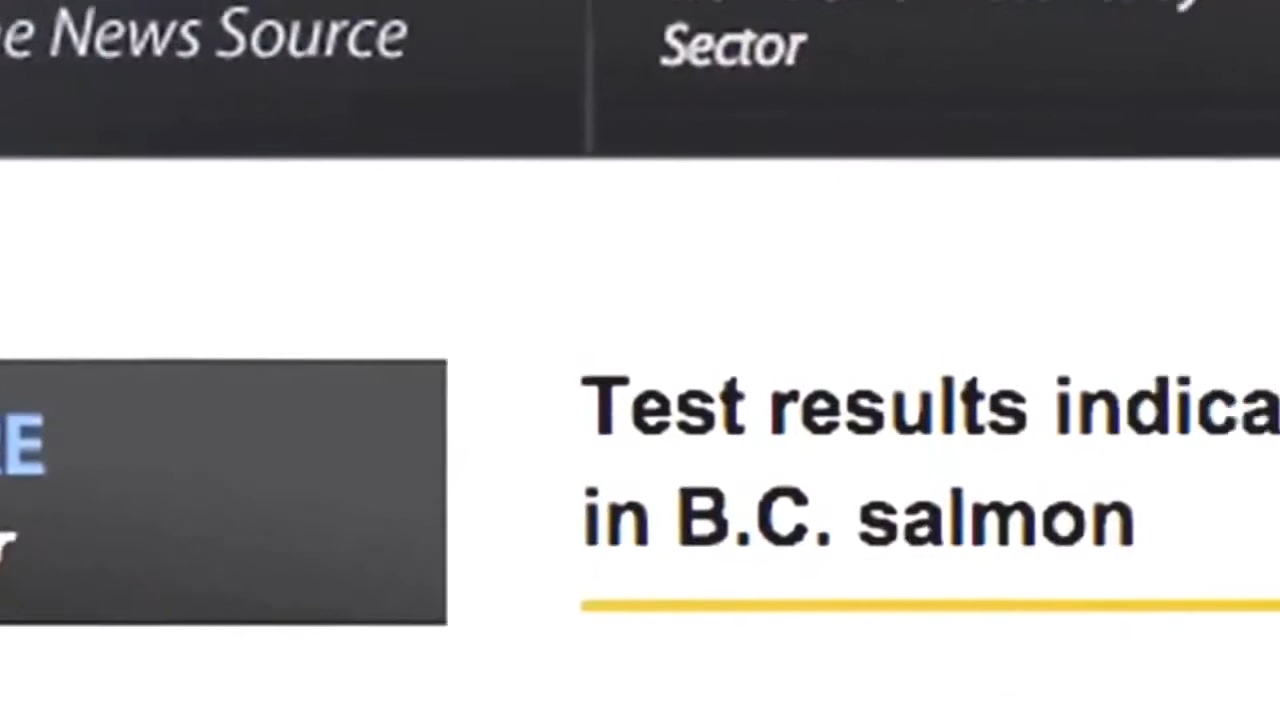 e News Source
Sector
E
r
Test results indica
in B.C. salmon